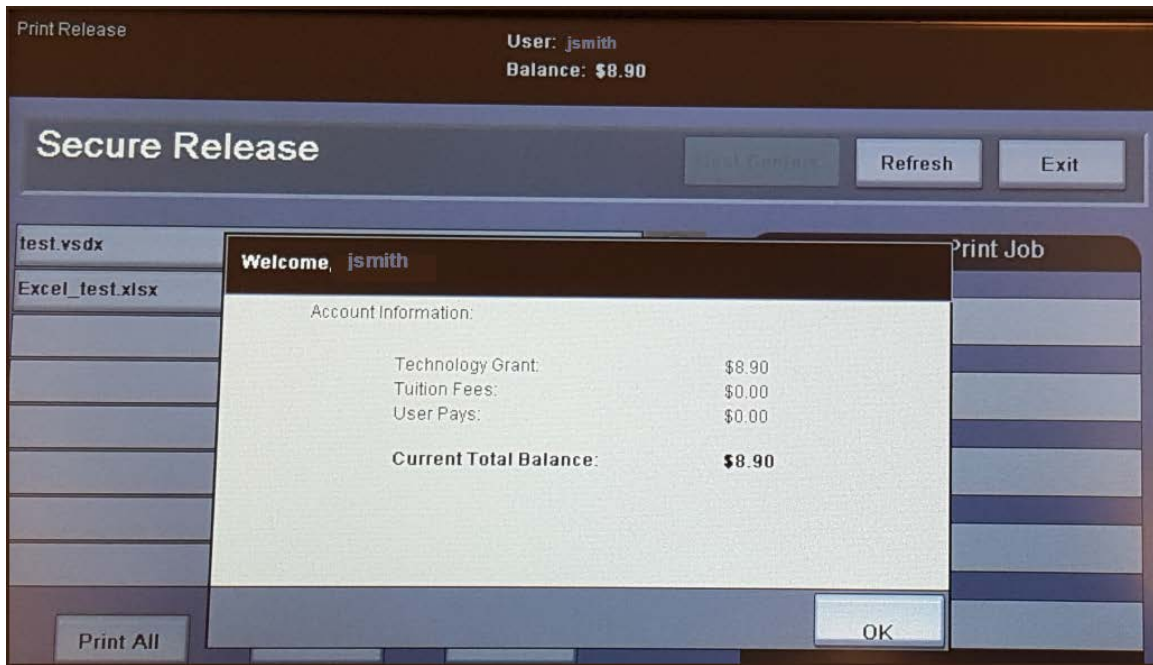 Print Release
User: jsmith
Balance: $8.90
Secure Release
Refresh
Exit
test.vsdx
Excel_test.xlsx
Print Job
Welcome, jsmith
Account Information:
Technology Grant: $8.90
Tuition Fees: $0.00
User Pays: $0.00
Current Total Balance: $8.90
OK
Print All